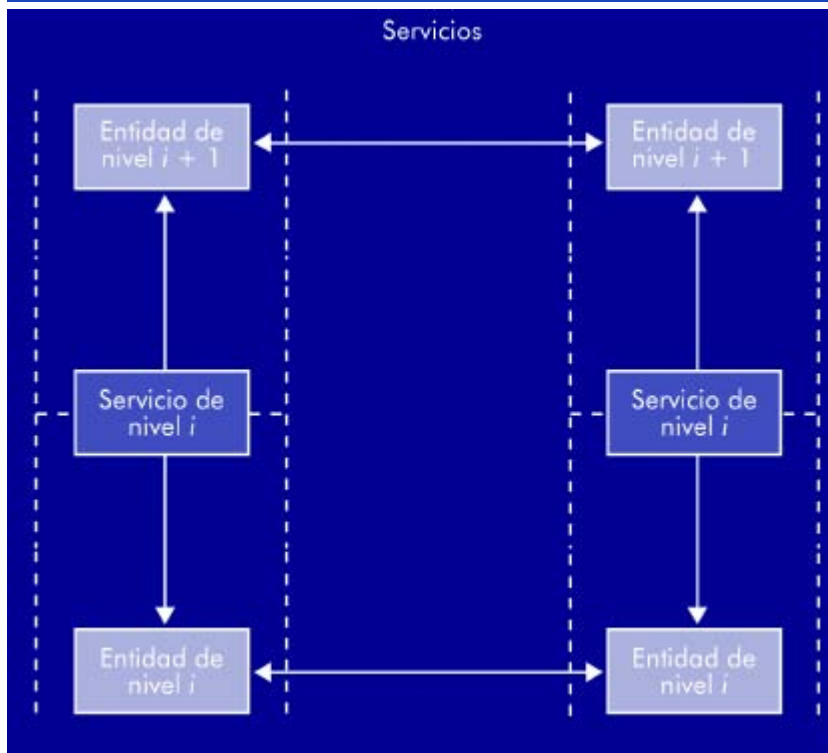 Servicios
Entidad de
nivel i + 1
Entidad de
nivel i + 1
Servicio de
nivel i
Servicio de
nivel i
Entidad de
nivel i
Entidad de
nivel i